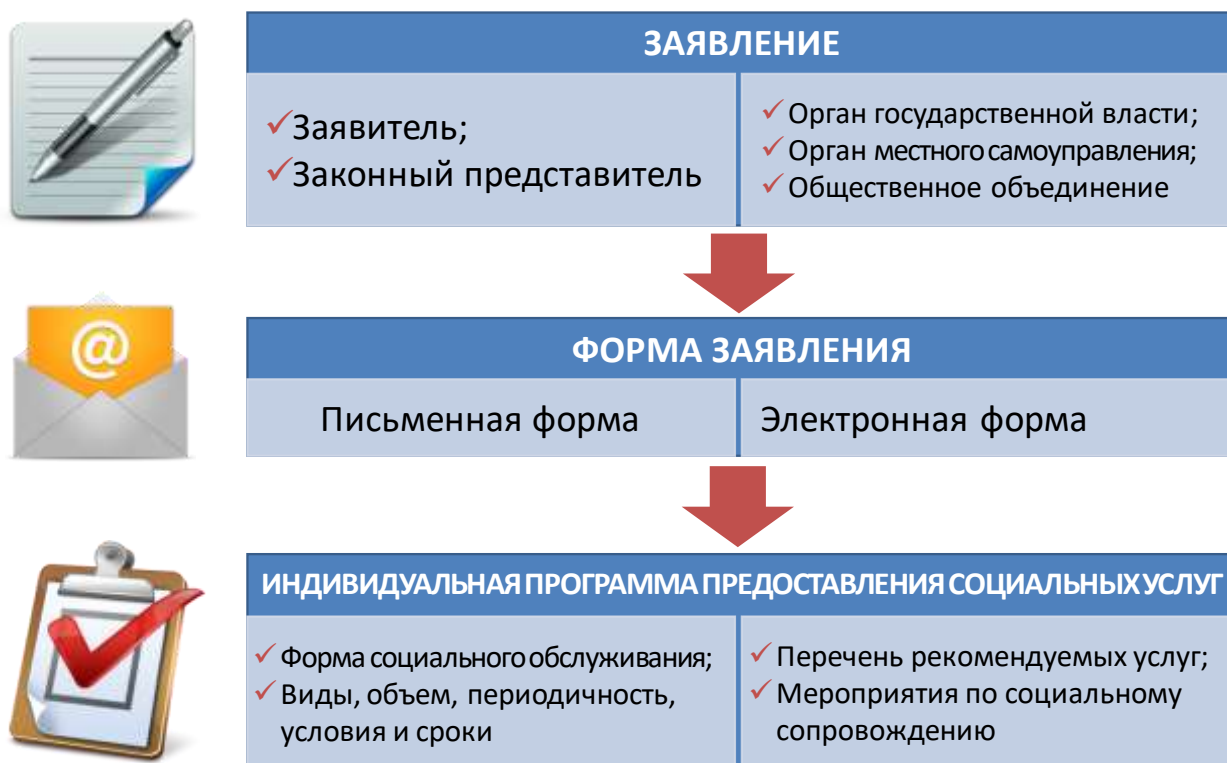 ЗАЯВЛЕНИЕ
Заявитель;
Законный представитель
Орган государственной власти;
Орган местного самоуправления;
Общественное объединение
@
ФОРМА ЗАЯВЛЕНИЯ
Письменная форма
Электронная форма
ИНДИВИДУАЛЬНАЯ ПРОГРАММА ПРЕДОСТАВЛЕНИЯ СОЦИАЛЬНЫХ УСЛУГ
Форма социального обслуживания;
Виды, объем, периодичность,
условия и сроки
Перечень рекомендуемых услуг;
Мероприятия по социальному
сопровождению